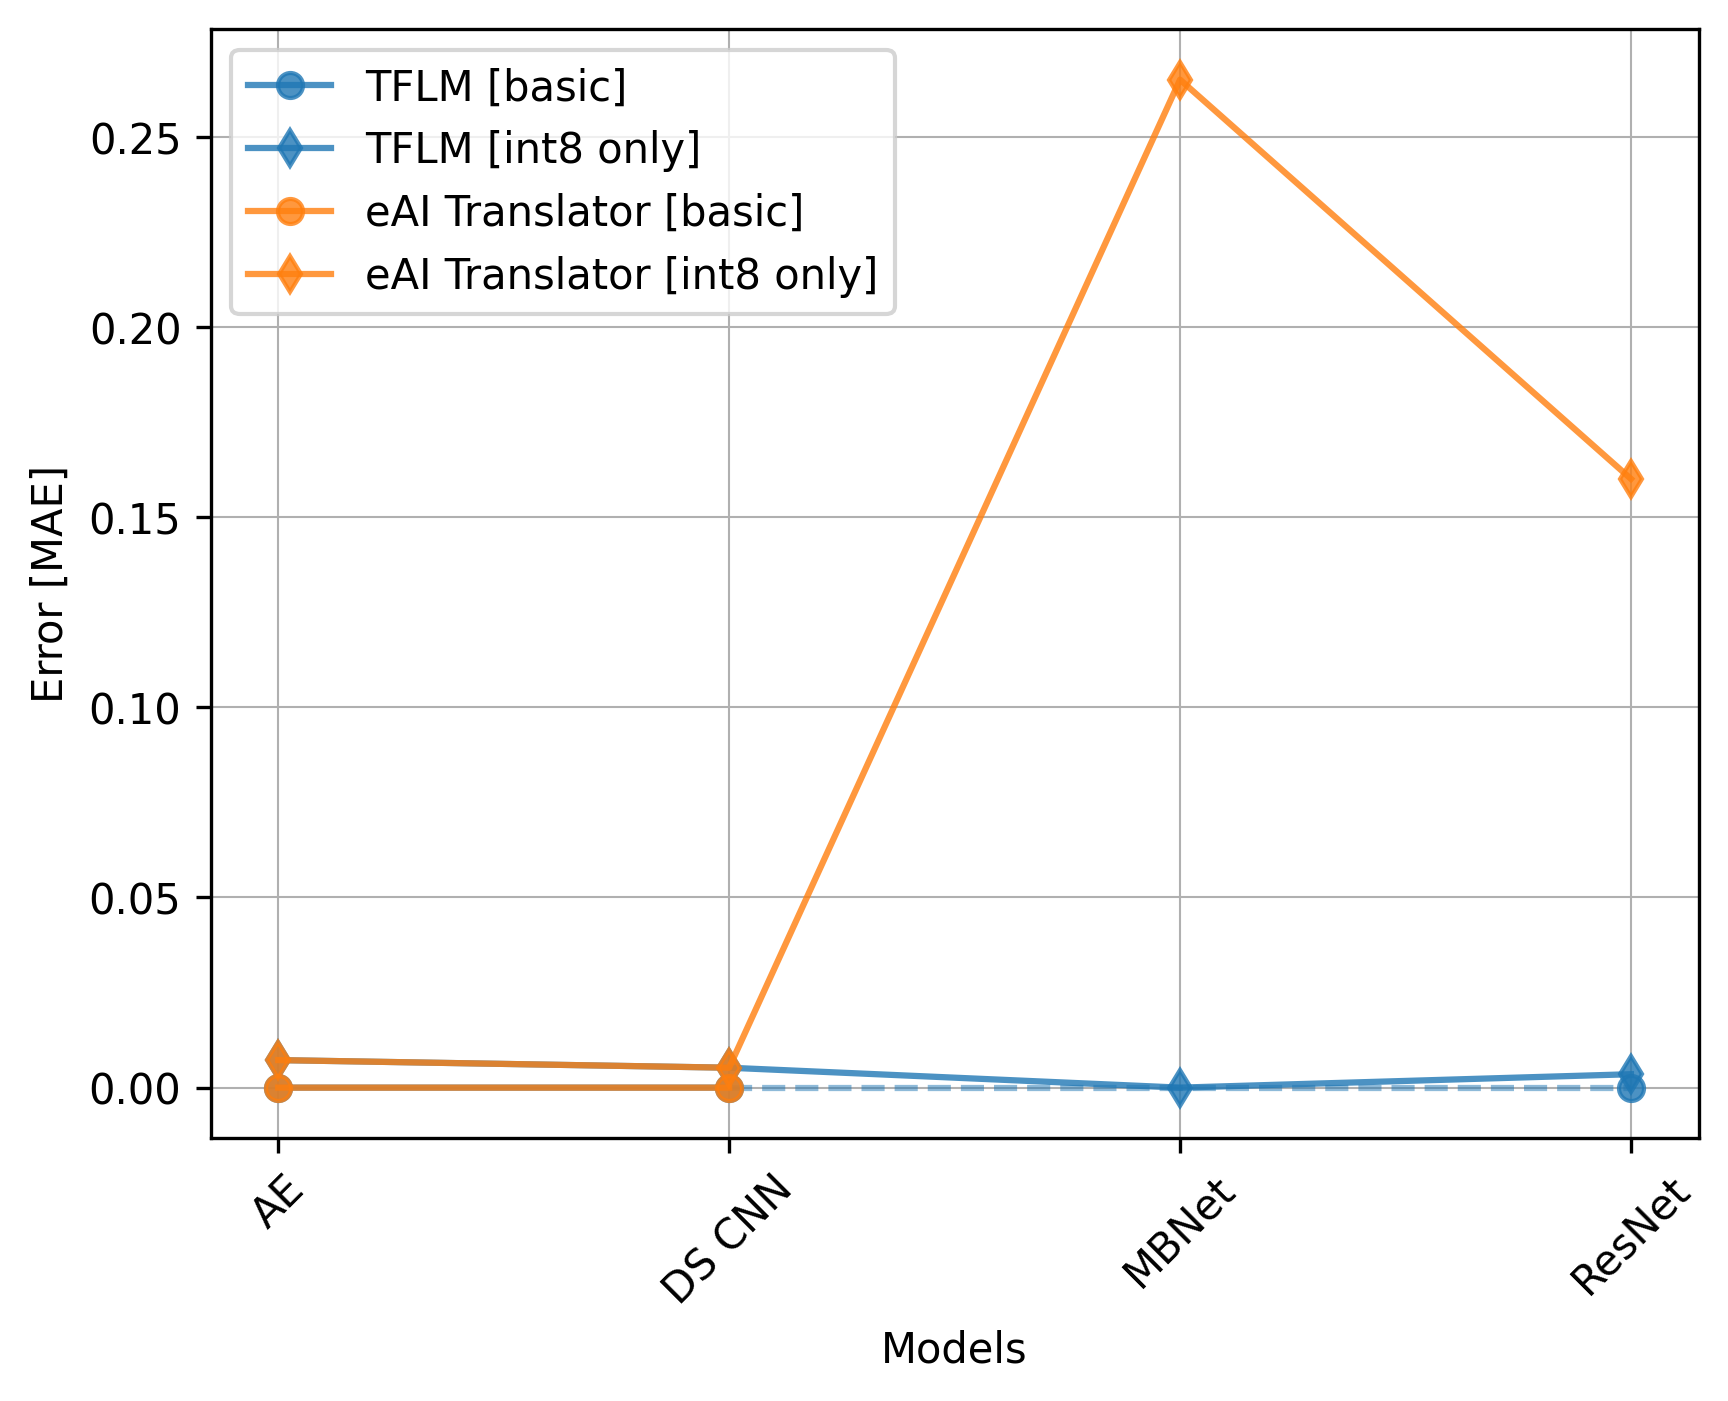 TFLM [basic]
TFLM [int8 only]
eAI Translator [basic]
eAI Translator [int8 only]
0.25
0.20
0.15
0.10
0.05
0.00
Error [MAE]
AE
DS CNN
MBNet
ResNet
Models